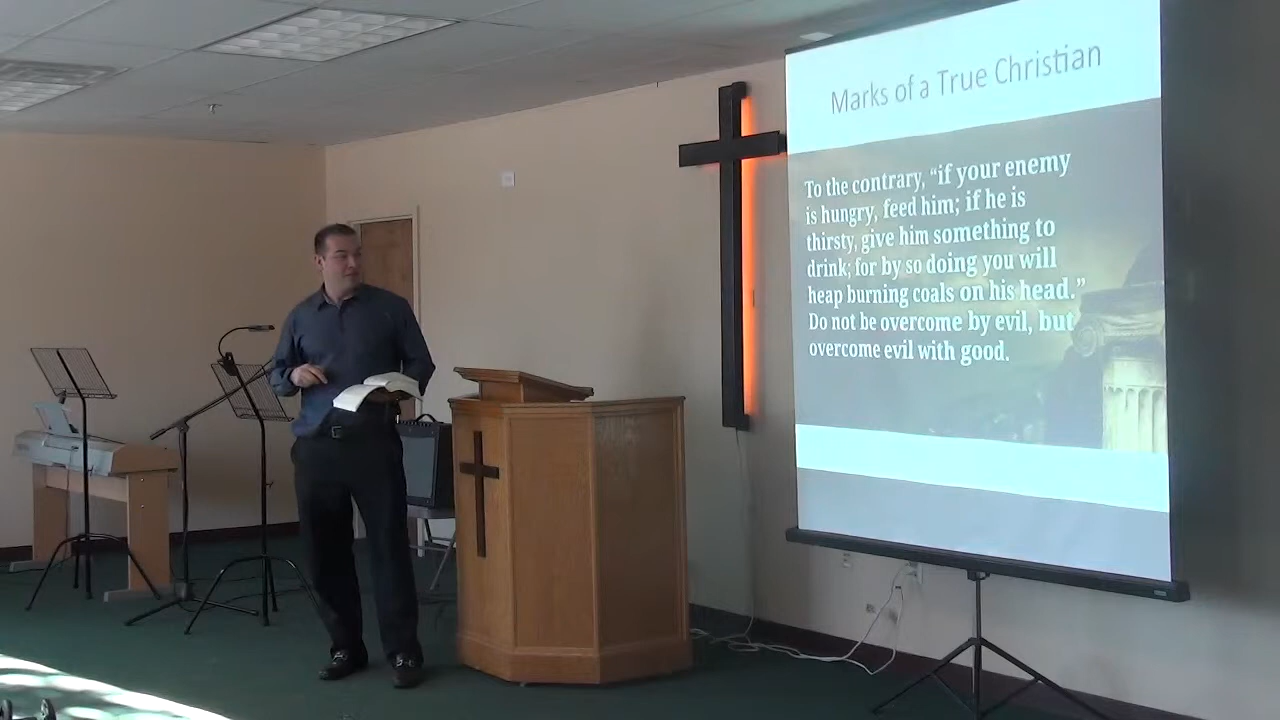 Marks of a True Christian
To the contrary, “if your enemy
is hungry, feed him; if he is
thirsty, give him something to
drink; for by so doing you will
heap burning coals on his head.”
Do not be overcome by evil, but
overcome evil with good.